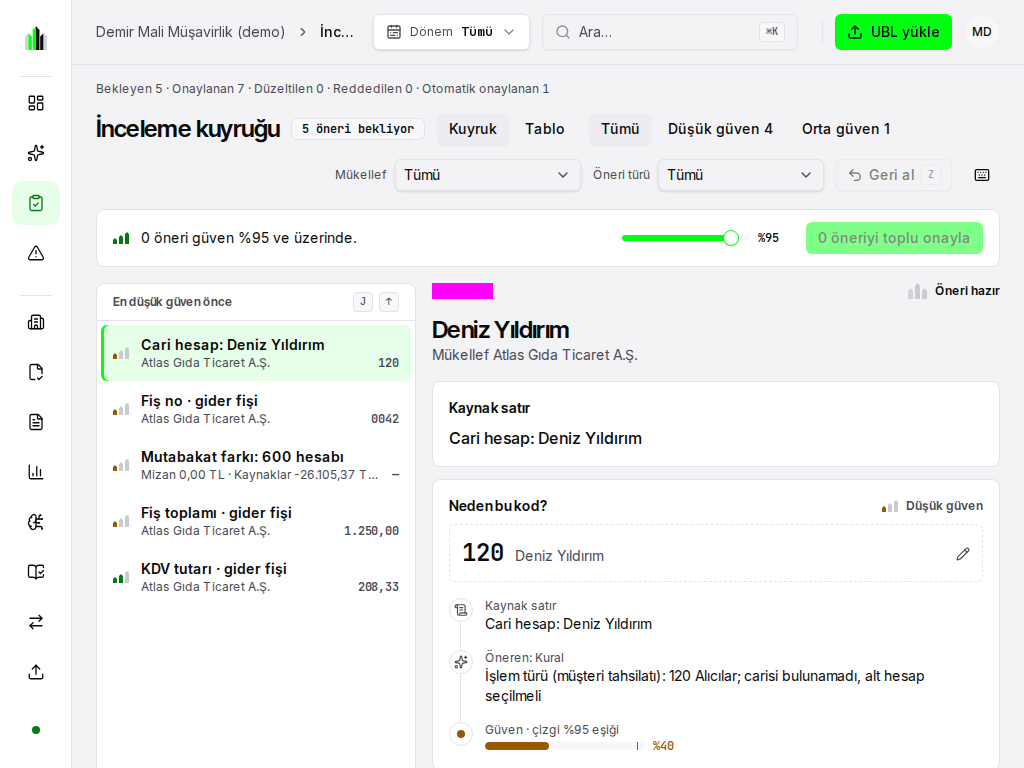 Demir Mali Müşavirlik (demo) › İnc…
Dönem Tümü
Ara…
⌘K
UBL yükle
MD
Bekleyen 5 · Onaylanan 7 · Düzeltilen 0 · Reddedilen 0 · Otomatik onaylanan 1
İnceleme kuyruğu
5 öneri bekliyor
Kuyruk
Tablo
Tümü
Düşük güven 4
Orta güven 1
Mükellef Tümü
Öneri türü Tümü
Geri al Z
0 öneri güven %95 ve üzerinde.
%95
0 öneriyi toplu onayla
En düşük güven önce
J ↑
Cari hesap: Deniz Yıldırım
Atlas Gıda Ticaret A.Ş. 120
Fiş no · gider fişi
Atlas Gıda Ticaret A.Ş. 0042
Mutabakat farkı: 600 hesabı
Mizan 0,00 TL · Kaynaklar -26.105,37 T… —
Fiş toplamı · gider fişi
Atlas Gıda Ticaret A.Ş. 1.250,00
KDV tutarı · gider fişi
Atlas Gıda Ticaret A.Ş. 208,33
Öneri hazır
Deniz Yıldırım
Mükellef Atlas Gıda Ticaret A.Ş.
Kaynak satır
Cari hesap: Deniz Yıldırım
Neden bu kod?
Düşük güven
120 Deniz Yıldırım
Kaynak satır
Cari hesap: Deniz Yıldırım
Öneren: Kural
İşlem türü (müşteri tahsilatı): 120 Alıcılar; carisi bulunamadı, alt hesap
seçilmeli
Güven · çizgi %95 eşiği
%40